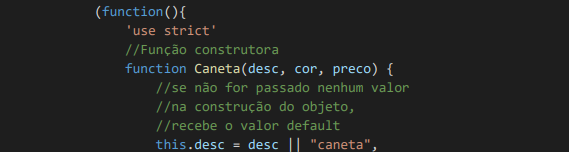 (function(){
'use strict'
//Função construtora
function Caneta(desc, cor, preco) {
//se não for passado nenhum valor
//na construção do objeto,
//recebe o valor default
this.desc = desc || "caneta",